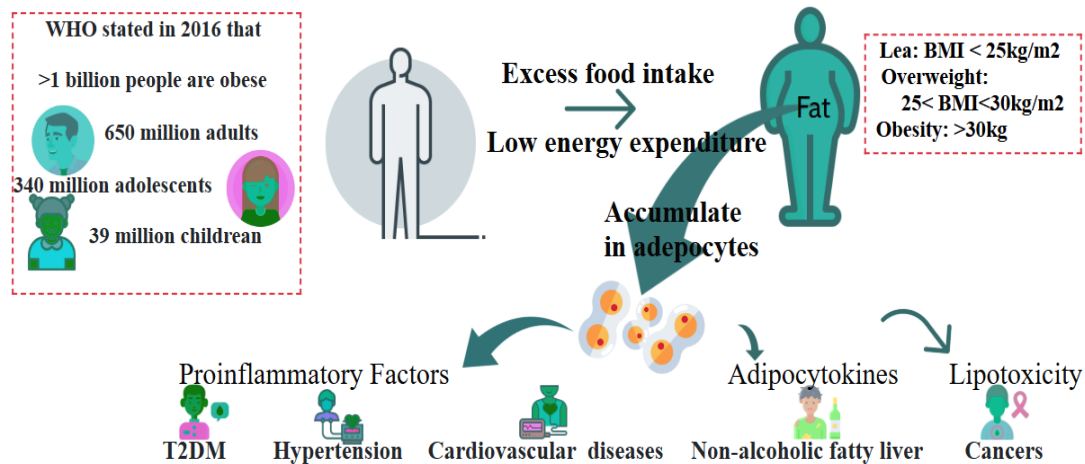 WHO stated in 2016 that
>1 billion people are obese
650 million adults
340 million adolescents
39 million childrean
Excess food intake
Low energy expenditure
Fat
Lea: BMI < 25kg/m2
Overweight:
25< BMI<30kg/m2
Obesity: >30kg
Accumulate
in adepocytes
Proinflammatory Factors
Adipocytokines
Lipotoxicity
T2DM
Hypertension
Cardiovascular diseases
Non-alcoholic fatty liver
Cancers